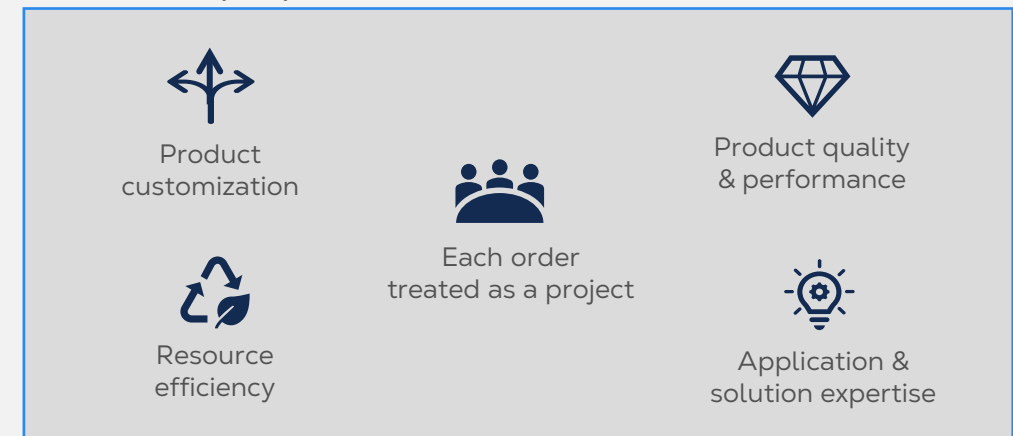 Product
customization
Product quality
& performance
Each order
treated as a project
Resource
efficiency
Application &
solution expertise